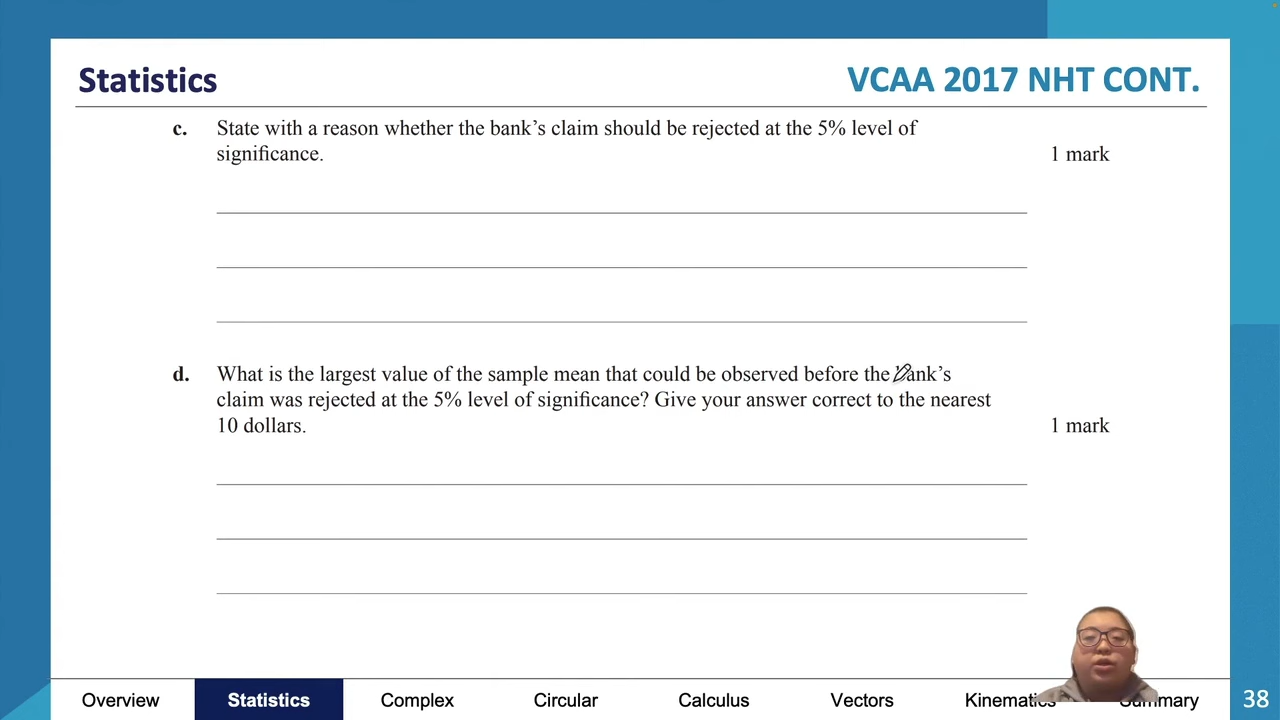 Statistics
VCAA 2017 NHT CONT.
c. State with a reason whether the bank's claim should be rejected at the 5% level of
significance. 1 mark
d. What is the largest value of the sample mean that could be observed before the bank's
claim was rejected at the 5% level of significance? Give your answer correct to the nearest
10 dollars. 1 mark
Overview Statistics Complex Circular Calculus Vectors Kinematics Summary 38